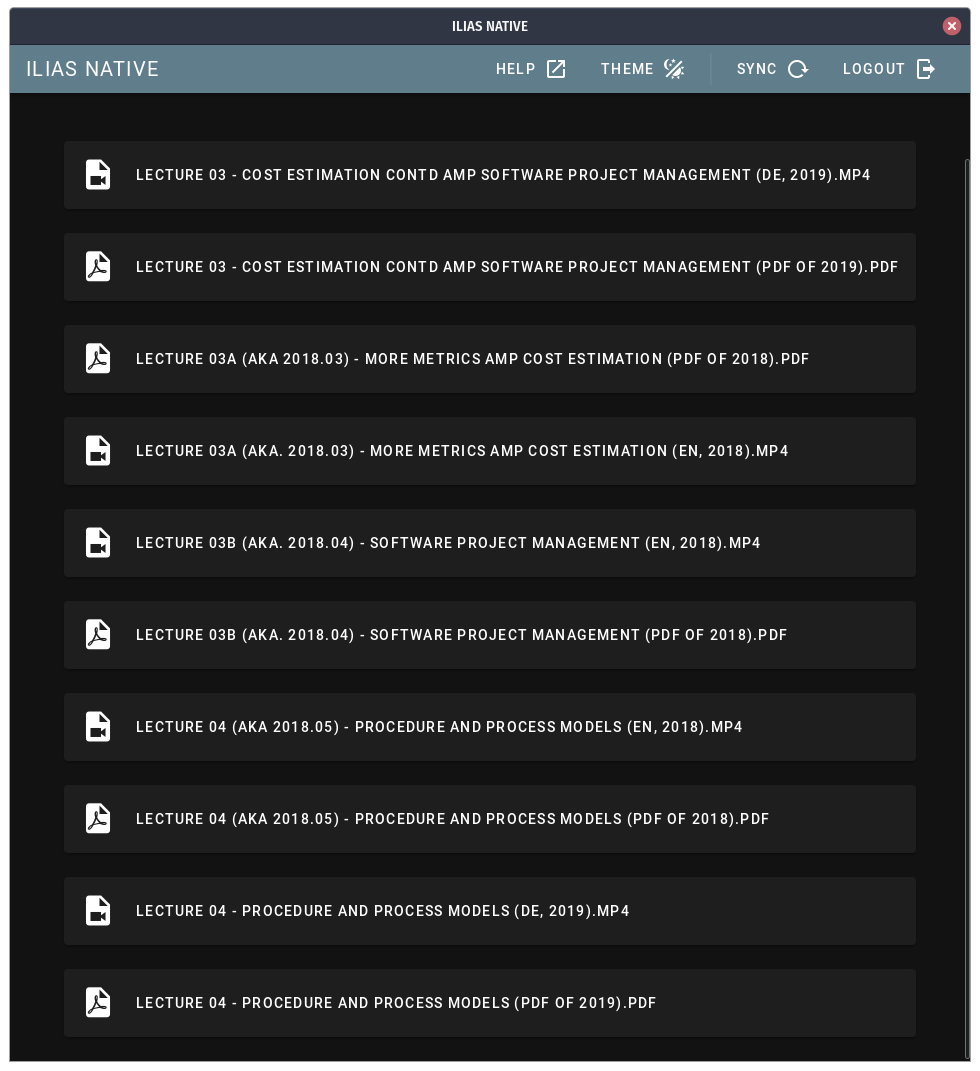 ILIAS NATIVE
ILIAS NATIVE HELP THEME SYNC LOGOUT
LECTURE 03 - COST ESTIMATION CONTD AMP SOFTWARE PROJECT MANAGEMENT (DE, 2019).MP4
LECTURE 03 - COST ESTIMATION CONTD AMP SOFTWARE PROJECT MANAGEMENT (PDF OF 2019).PDF
LECTURE 03A (AKA 2018.03) - MORE METRICS AMP COST ESTIMATION (PDF OF 2018).PDF
LECTURE 03A (AKA. 2018.03) - MORE METRICS AMP COST ESTIMATION (EN, 2018).MP4
LECTURE 03B (AKA. 2018.04) - SOFTWARE PROJECT MANAGEMENT (EN, 2018).MP4
LECTURE 03B (AKA. 2018.04) - SOFTWARE PROJECT MANAGEMENT (PDF OF 2018).PDF
LECTURE 04 (AKA 2018.05) - PROCEDURE AND PROCESS MODELS (EN, 2018).MP4
LECTURE 04 (AKA 2018.05) - PROCEDURE AND PROCESS MODELS (PDF OF 2018).PDF
LECTURE 04 - PROCEDURE AND PROCESS MODELS (DE, 2019).MP4
LECTURE 04 - PROCEDURE AND PROCESS MODELS (PDF OF 2019).PDF